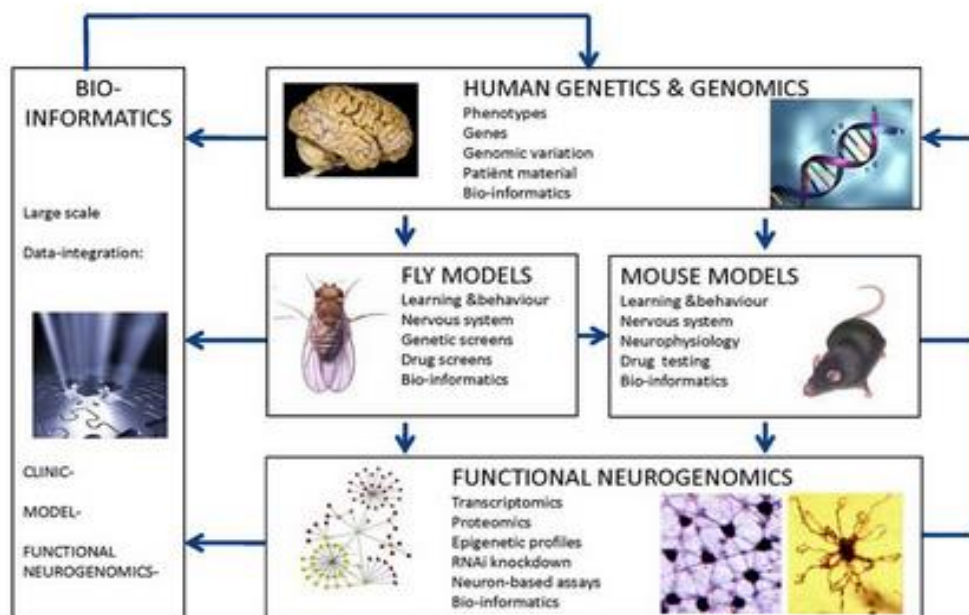 BIO-
INFORMATICS
Large scale
Data-integration:
CLINIC-
MODEL-
FUNCTIONAL
NEUROGENOMICS-
HUMAN GENETICS & GENOMICS
Phenotypes
Genes
Genomic variation
Patiënt material
Bio-informatics
FLY MODELS
Learning &behaviour
Nervous system
Genetic screens
Drug screens
Bio-informatics
MOUSE MODELS
Learning &behaviour
Nervous system
Neurophysiology
Drug testing
Bio-informatics
FUNCTIONAL NEUROGENOMICS
Transcriptomics
Proteomics
Epigenetic profiles
RNAi knockdown
Neuron-based assays
Bio-informatics